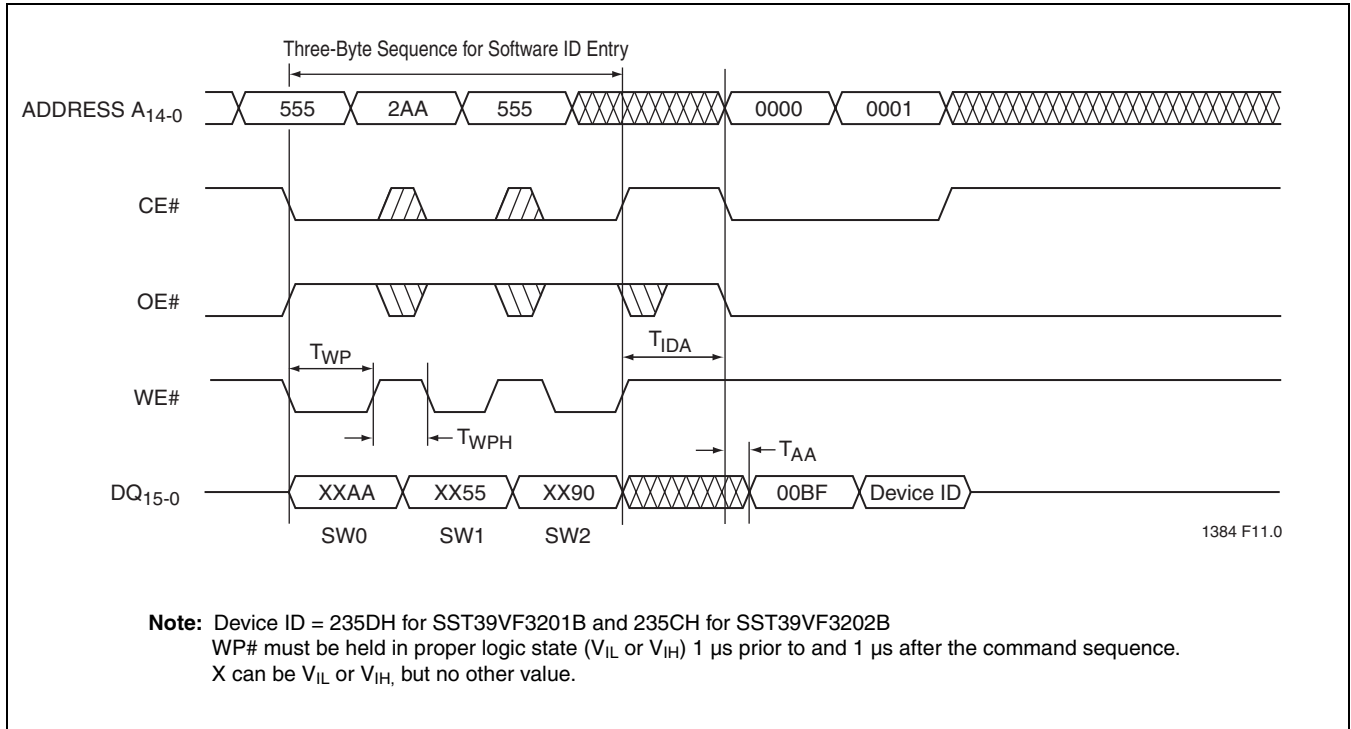 Three-Byte Sequence for Software ID Entry
ADDRESS A14-0
555
2AA
555
0000
0001
CE#
OE#
TWP
TIDA
WE#
TWPH
TAA
DQ15-0
XXAA
XX55
XX90
00BF
Device ID
SW0
SW1
SW2
1384 F11.0
Note: Device ID = 235DH for SST39VF3201B and 235CH for SST39VF3202B
WP# must be held in proper logic state (VIL or VIH) 1 µs prior to and 1 µs after the command sequence.
X can be VIL or VIH, but no other value.